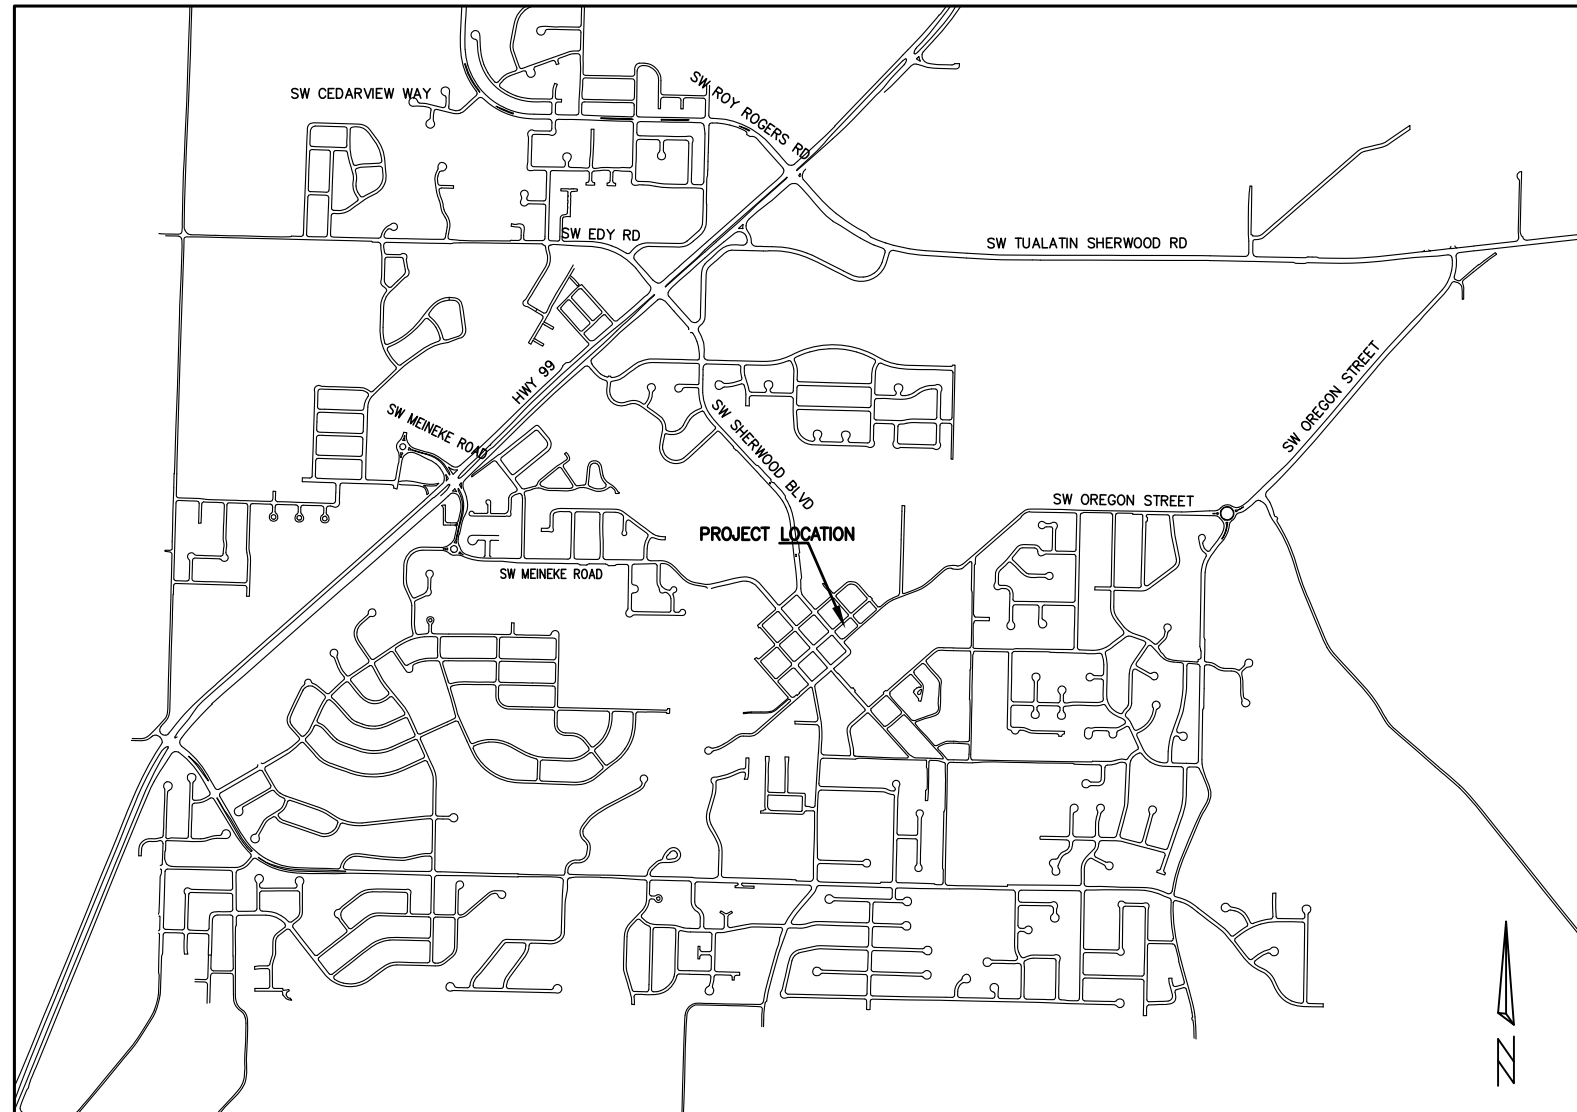 SW CEDARVIEW WAY
SW ROY ROGERS RD
SW EDY RD
SW TUALATIN SHERWOOD RD
HWY 99
SW OREGON STREET
SW MEINEKE ROAD
SW SHERWOOD BLVD
SW OREGON STREET
PROJECT LOCATION
SW MEINEKE ROAD
N